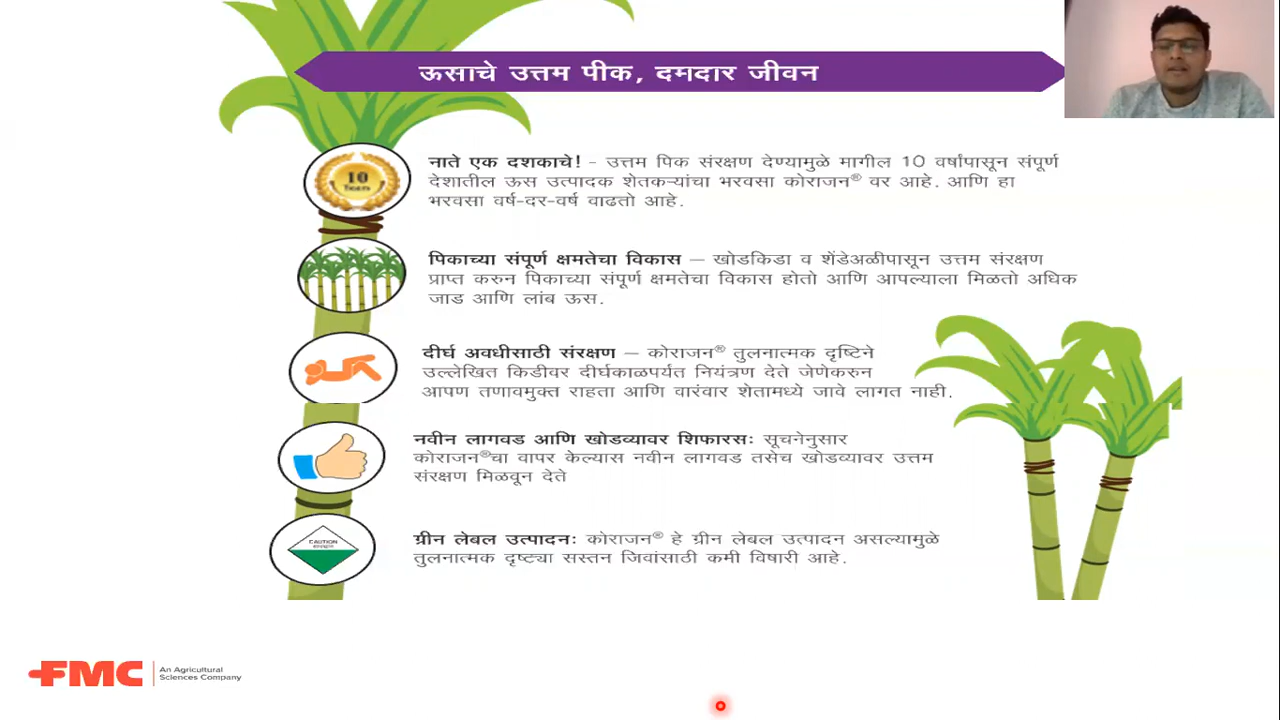 ऊसाचे उत्तम पीक, दमदार जीवन
10
Years
नाते एक दशकाचे! - उत्तम पिक संरक्षण देण्यामुळे मागील 10 वर्षांपासून संपूर्ण
देशातील ऊस उत्पादक शेतकऱ्यांचा भरवसा कोराजन® वर आहे. आणि हा
भरवसा वर्ष-दर-वर्ष वाढतो आहे.
पिकाच्या संपूर्ण क्षमतेचा विकास – खोडकिडा व शेंडेअळीपासून उत्तम संरक्षण
प्राप्त करुन पिकाच्या संपूर्ण क्षमतेचा विकास होतो आणि आपल्याला मिळतो अधिक
जाड आणि लांब ऊस.
दीर्घ अवधीसाठी संरक्षण – कोराजन® तुलनात्मक दृष्टिने
उल्लेखित किडीवर दीर्घकाळपर्यंत नियंत्रण देते जेणेकरुन
आपण तणावमुक्त राहता आणि वारंवार शेतामध्ये जावे लागत नाही.
नवीन लागवड आणि खोडव्यावर शिफारसः सूचनेनुसार
कोराजन®चा वापर केल्यास नवीन लागवड तसेच खोडव्यावर उत्तम
संरक्षण मिळवून देते
CAUTION
ग्रीन लेबल उत्पादनः कोराजन® हे ग्रीन लेबल उत्पादन असल्यामुळे
तुलनात्मक दृष्ट्या सस्तन जिवांसाठी कमी विषारी आहे.
FMC
An Agricultural
Sciences Company